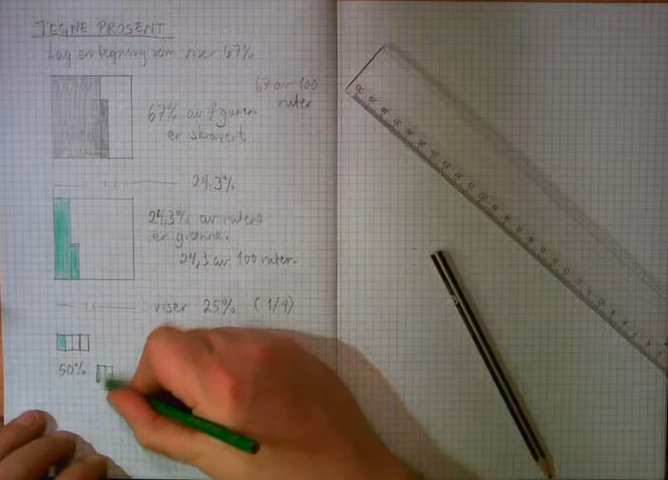 TEGNE PROSENT
Lag en tegning som viser 67%
67 av 100
ruter
67% av figuren
er skravert
24,3%
24,3% av rutene
er grønne.
24,3 av 100 ruter.
viser 25% (1/4)
50%